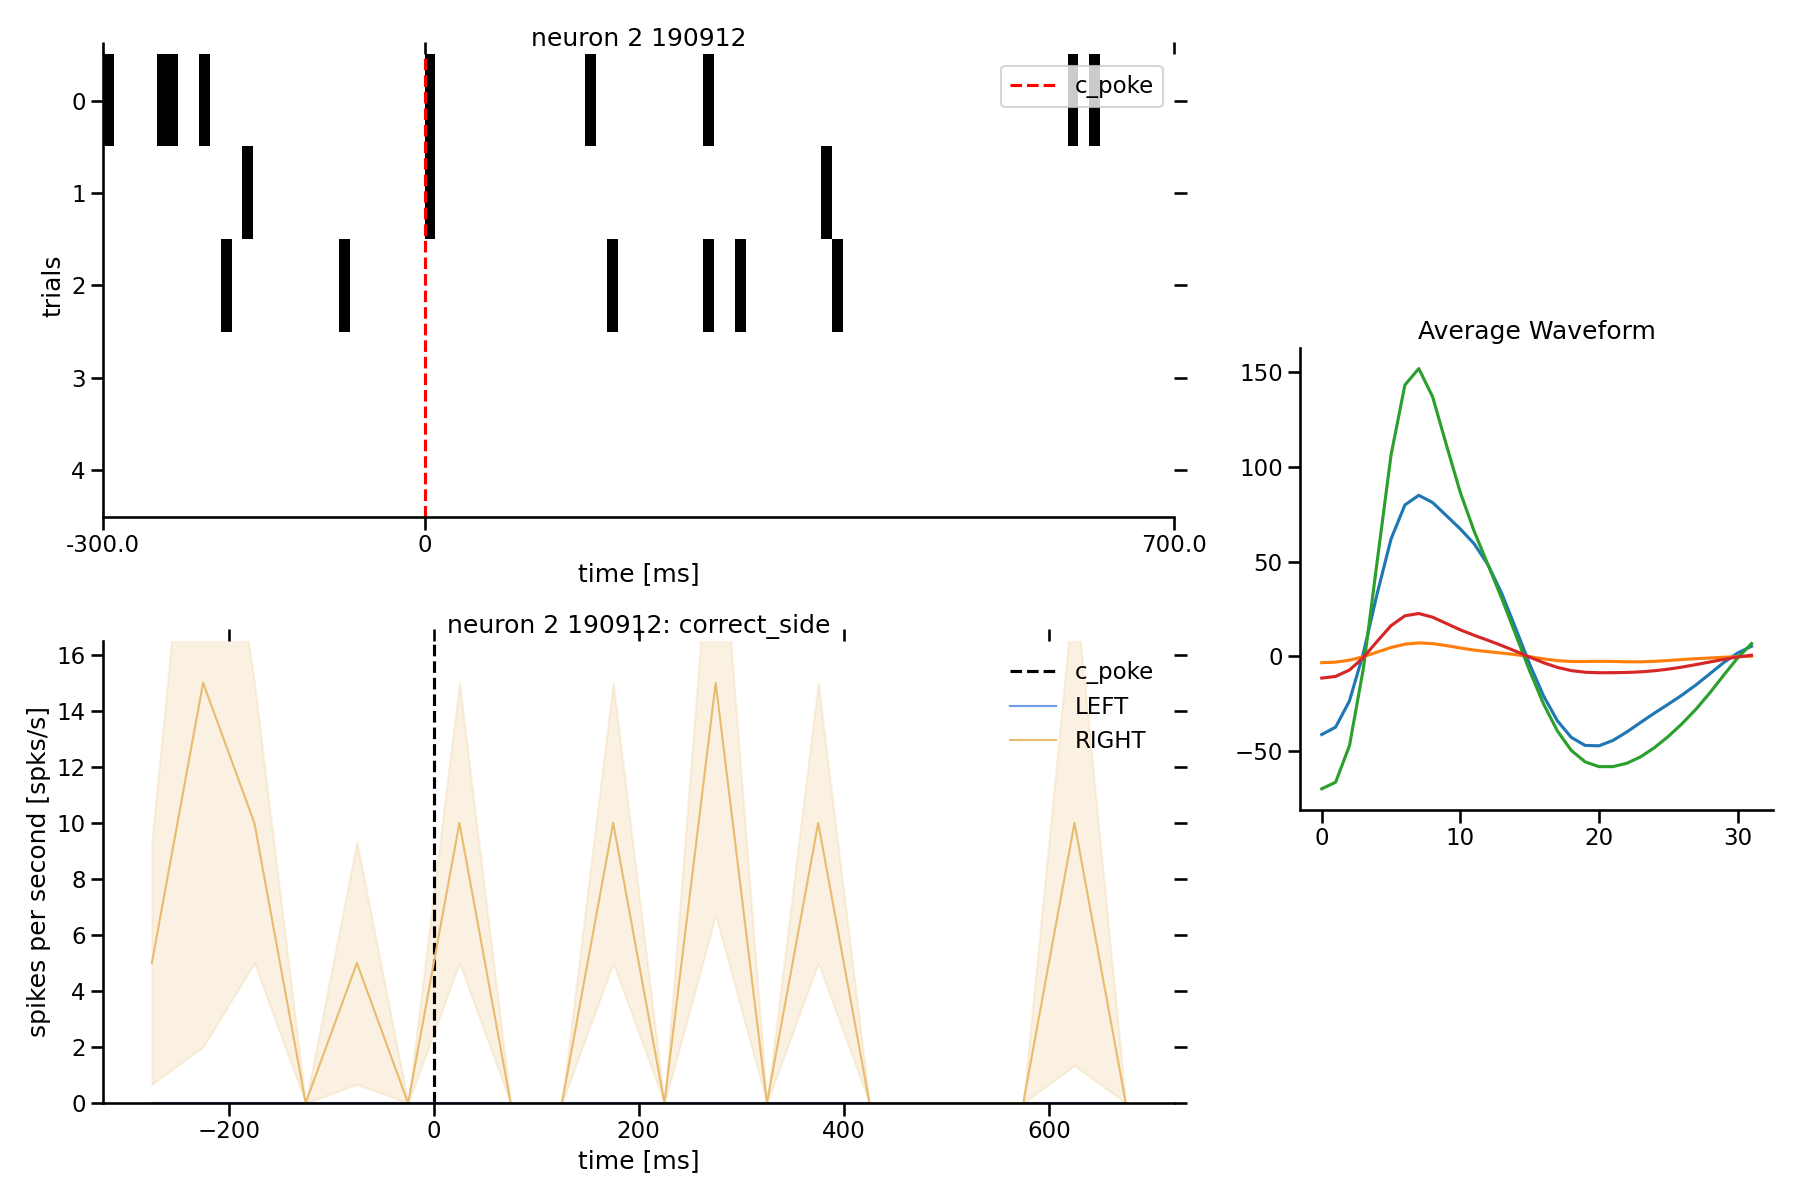 neuron 2 190912
c_poke
0
1
2
3
4
trials
-300.0
0
700.0
time [ms]
neuron 2 190912: correct_side
c_poke
LEFT
RIGHT
16
14
12
10
8
6
4
2
0
spikes per second [spks/s]
−200
0
200
400
600
time [ms]
Average Waveform
150
100
50
0
−50
0
10
20
30